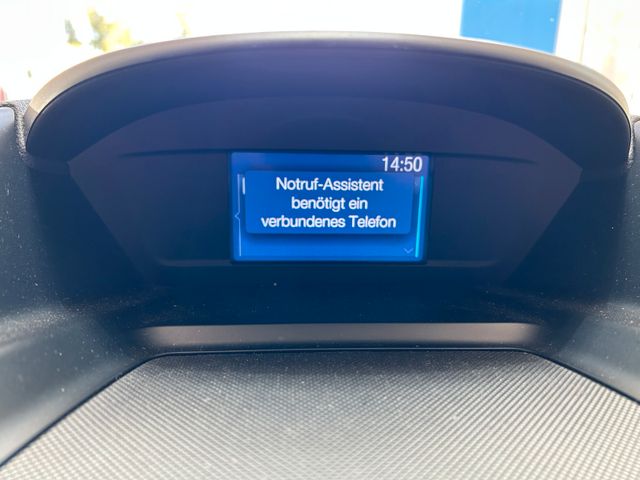 14:50
Notruf-Assistent
benötigt ein
verbundenes Telefon